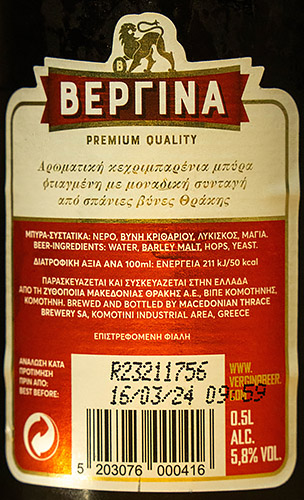 B
ΒΕΡΓΙΝΑ
PREMIUM QUALITY
Αρωματική κεχριμπαρένια μπύρα
φτιαγμένη με μοναδική συνταγή
από σπάνιες βύνες Θράκης
ΜΠΥΡΑ-ΣΥΣΤΑΤΙΚΑ: ΝΕΡΟ, ΒΥΝΗ ΚΡΙΘΑΡΙΟΥ, ΛΥΚΙΣΚΟΣ, ΜΑΓΙΑ.
BEER-INGREDIENTS: WATER, BARLEY MALT, HOPS, YEAST.
ΔΙΑΤΡΟΦΙΚΗ ΑΞΙΑ ΑΝΑ 100ml: ΕΝΕΡΓΕΙΑ 211 kJ/50 kcal
ΠΑΡΑΣΚΕΥΑΖΕΤΑΙ ΚΑΙ ΣΥΣΚΕΥΑΖΕΤΑΙ ΣΤΗΝ ΕΛΛΑΔΑ
ΑΠΟ ΤΗ ΖΥΘΟΠΟΙΙΑ ΜΑΚΕΔΟΝΙΑΣ ΘΡΑΚΗΣ Α.Ε., ΒΙΠΕ ΚΟΜΟΤΗΝΗΣ,
ΚΟΜΟΤΗΝΗ. BREWED AND BOTTLED BY MACEDONIAN THRACE
BREWERY SA, KOMOTINI INDUSTRIAL AREA, GREECE
ΕΠΙΣΤΡΕΦΟΜΕΝΗ ΦΙΑΛΗ
ΑΝΑΛΩΣΗ ΚΑΤΑ
ΠΡΟΤΙΜΗΣΗ
ΠΡΙΝ ΑΠΟ:
BEST BEFORE:
R23211756
16/03/24 09:59
WWW.
VERGINABEER.
COM
0.5L
ALC.
5,8% VOL.
5 203076 000416